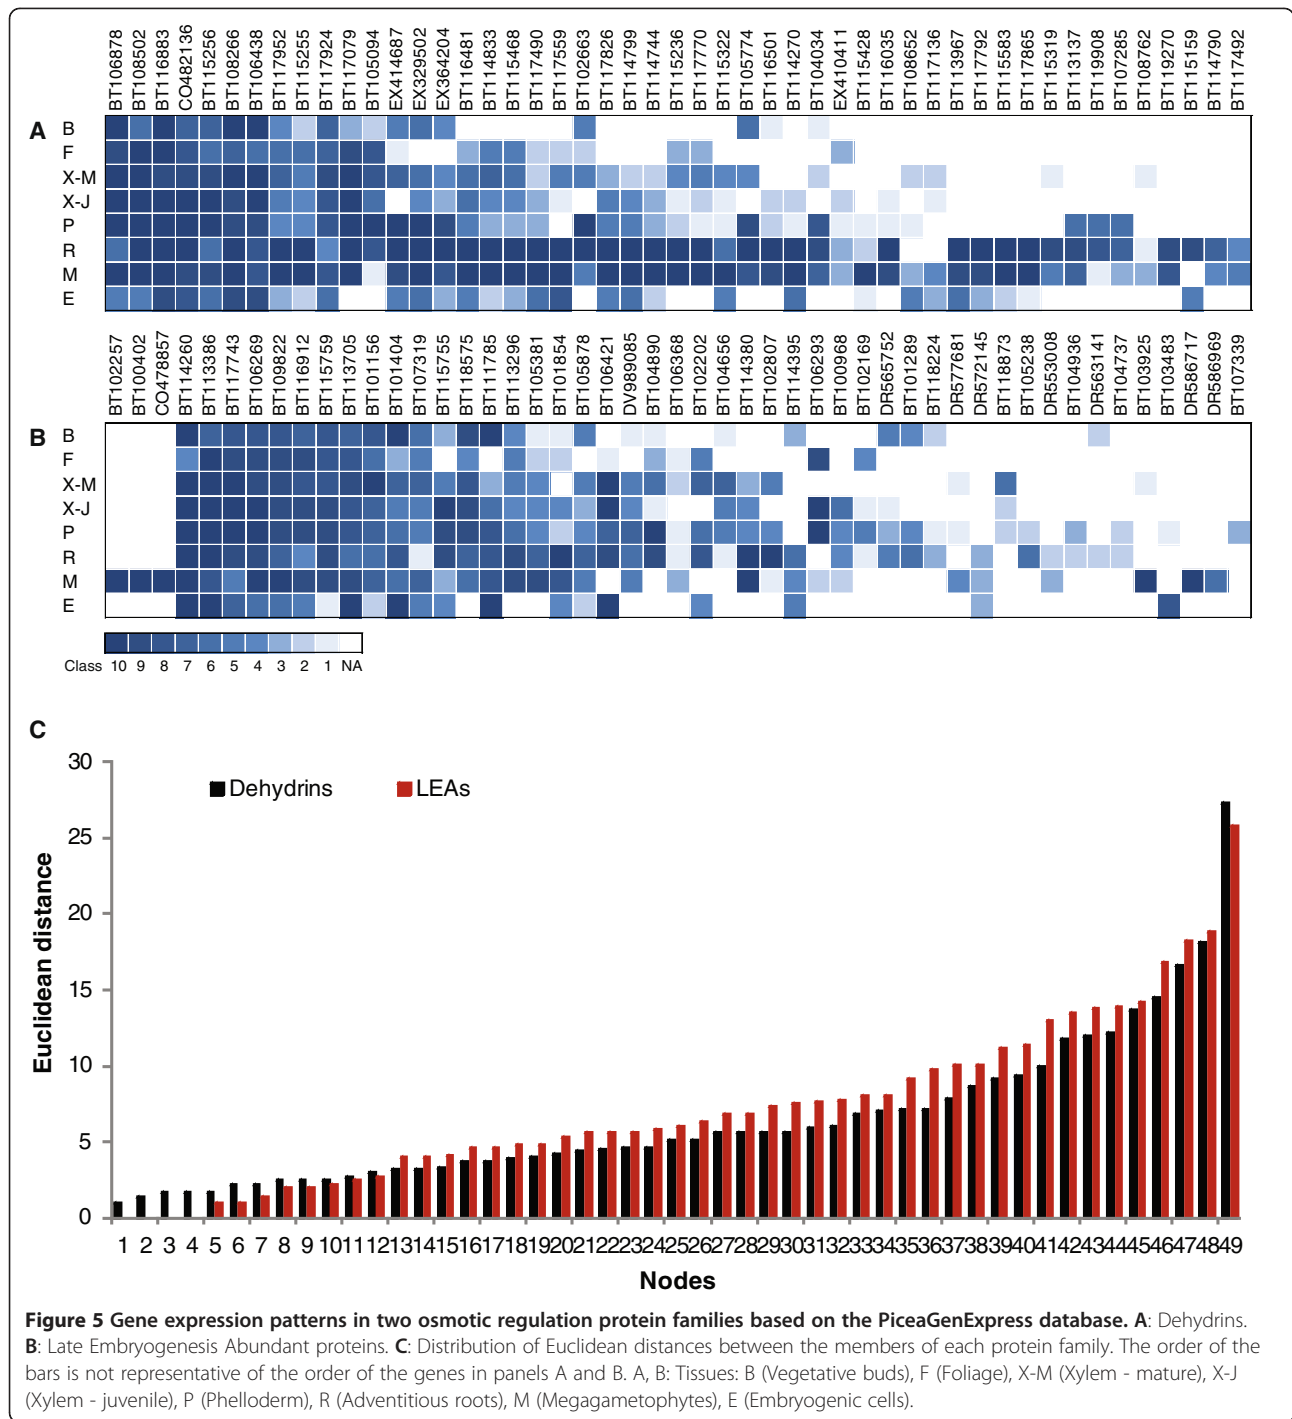 BT106878 BT108502 BT116883 CO482136 BT115256 BT108266 BT106438 BT117952 BT115255 BT117924 BT117079 BT105094 EX414687 EX329502 EX364204 BT116481 BT114833 BT115468 BT117490 BT117559 BT102663 BT117826 BT114799 BT114744 BT115236 BT117770 BT115322 BT105774 BT116501 BT114270 BT104034 EX410411 BT115428 BT116035 BT108652 BT117136 BT113967 BT117792 BT115583 BT117865 BT115319 BT113137 BT119908 BT107285 BT108762 BT119270 BT115159 BT114790 BT117492
A
B
F
X-M
X-J
P
R
M
E
BT102257 BT100402 CO478857 BT114260 BT113386 BT117743 BT106269 BT109822 BT116912 BT115759 BT113705 BT101156 BT101404 BT107319 BT115755 BT118575 BT111785 BT113296 BT105381 BT101854 BT105878 BT106421 DV989085 BT104890 BT106368 BT102202 BT104656 BT114380 BT102807 BT114395 BT106293 BT100968 BT102169 DR565752 BT101289 BT118224 DR577681 DR572145 BT118873 BT105238 DR553008 BT104936 DR563141 BT104737 BT103925 BT103483 DR586717 DR586969 BT107339
B
B
F
X-M
X-J
P
R
M
E
Class 10 9 8 7 6 5 4 3 2 1 NA
C
Euclidean distance
30
25
20
15
10
5
0
Dehydrins LEAs
1 2 3 4 5 6 7 8 9 10 11 12 13 14 15 16 17 18 19 20 21 22 23 24 25 26 27 28 29 30 31 32 33 34 35 36 37 38 39 40 41 42 43 44 45 46 47 48 49
Nodes
Figure 5 Gene expression patterns in two osmotic regulation protein families based on the PiceaGenExpress database. A: Dehydrins.
B: Late Embryogenesis Abundant proteins. C: Distribution of Euclidean distances between the members of each protein family. The order of the
bars is not representative of the order of the genes in panels A and B. A, B: Tissues: B (Vegetative buds), F (Foliage), X-M (Xylem - mature), X-J
(Xylem - juvenile), P (Phelloderm), R (Adventitious roots), M (Megagametophytes), E (Embryogenic cells).